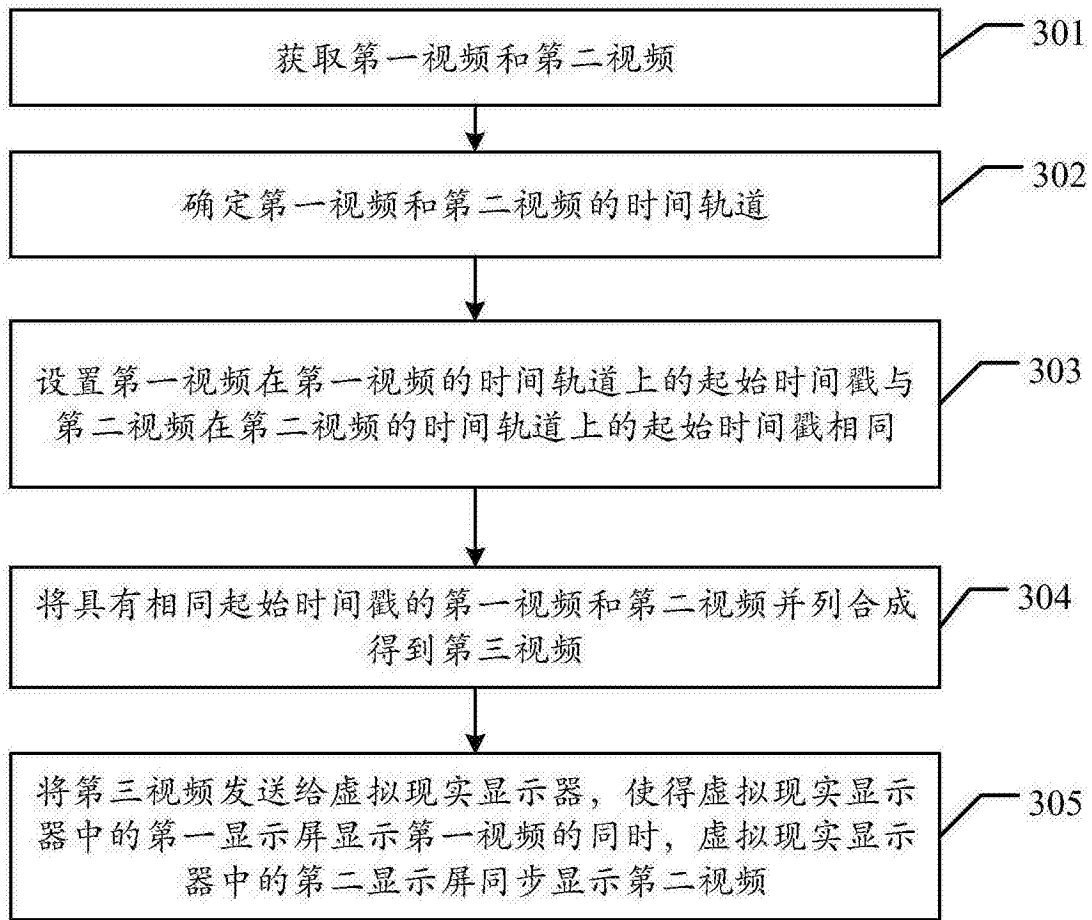 获取第一视频和第二视频
301
确定第一视频和第二视频的时间轨道
302
设置第一视频在第一视频的时间轨道上的起始时间戳与
第二视频在第二视频的时间轨道上的起始时间戳相同
303
将具有相同起始时间戳的第一视频和第二视频并列合成
得到第三视频
304
将第三视频发送给虚拟现实显示器，使得虚拟现实显示
器中的第一显示屏显示第一视频的同时，虚拟现实显示
器中的第二显示屏同步显示第二视频
305